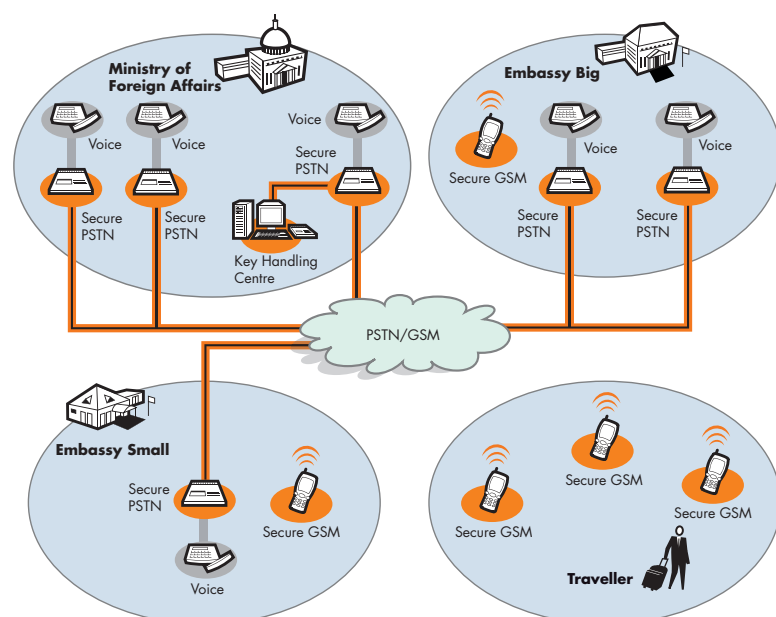 Ministry of
Foreign Affairs
Voice
Voice
Voice
Secure
PSTN
Secure
PSTN
Secure
PSTN
Key Handling
Centre
Embassy Big
Secure GSM
Voice
Voice
Secure
PSTN
Secure
PSTN
PSTN/GSM
Embassy Small
Secure
PSTN
Secure GSM
Voice
Secure GSM
Secure GSM
Secure GSM
Traveller